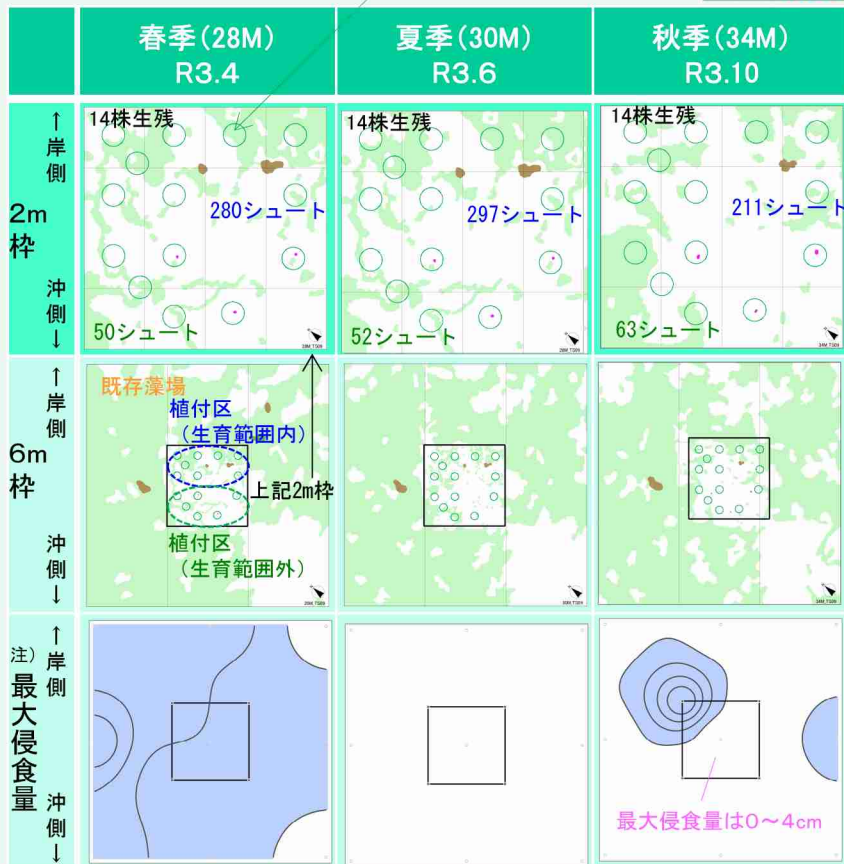 春季(28M)
R3.4
夏季(30M)
R3.6
秋季(34M)
R3.10
↑岸側
2m枠
沖側↓
14株生残
280シュート
50シュート
14株生残
297シュート
52シュート
14株生残
211シュート
63シュート
↑岸側
6m枠
沖側↓
既存藻場
植付区
(生育範囲内)
上記2m枠
植付区
(生育範囲外)
↑岸側
注)
最大侵食量
沖側↓
最大侵食量は0～4cm